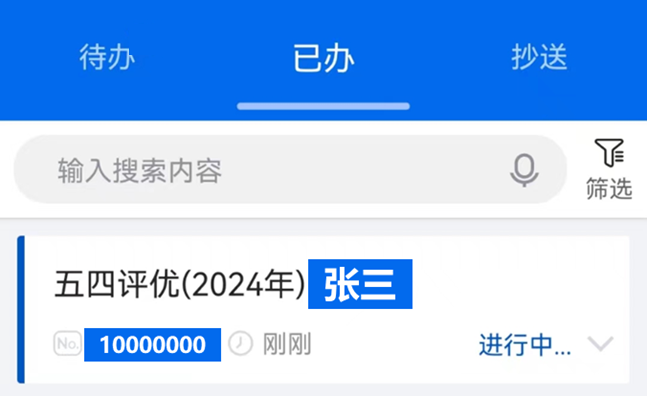 待办 已办 抄送
输入搜索内容
筛选
五四评优(2024年) 张三
No. 10000000 刚刚 进行中...